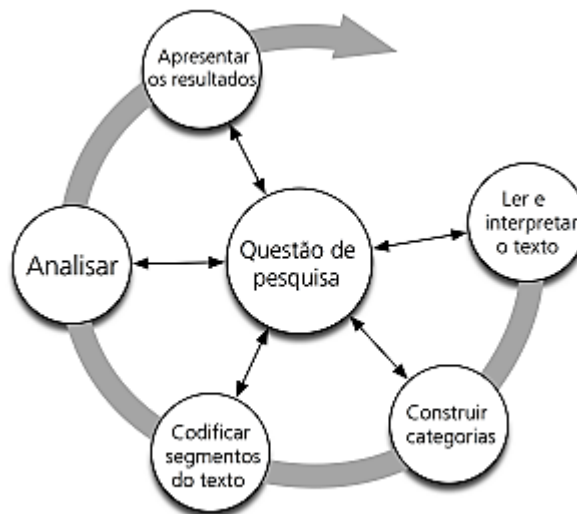 Apresentar
os resultados
Ler e
interpretar
o texto
Questão de
pesquisa
Analisar
Construir
categorias
Codificar
segmentos
do texto